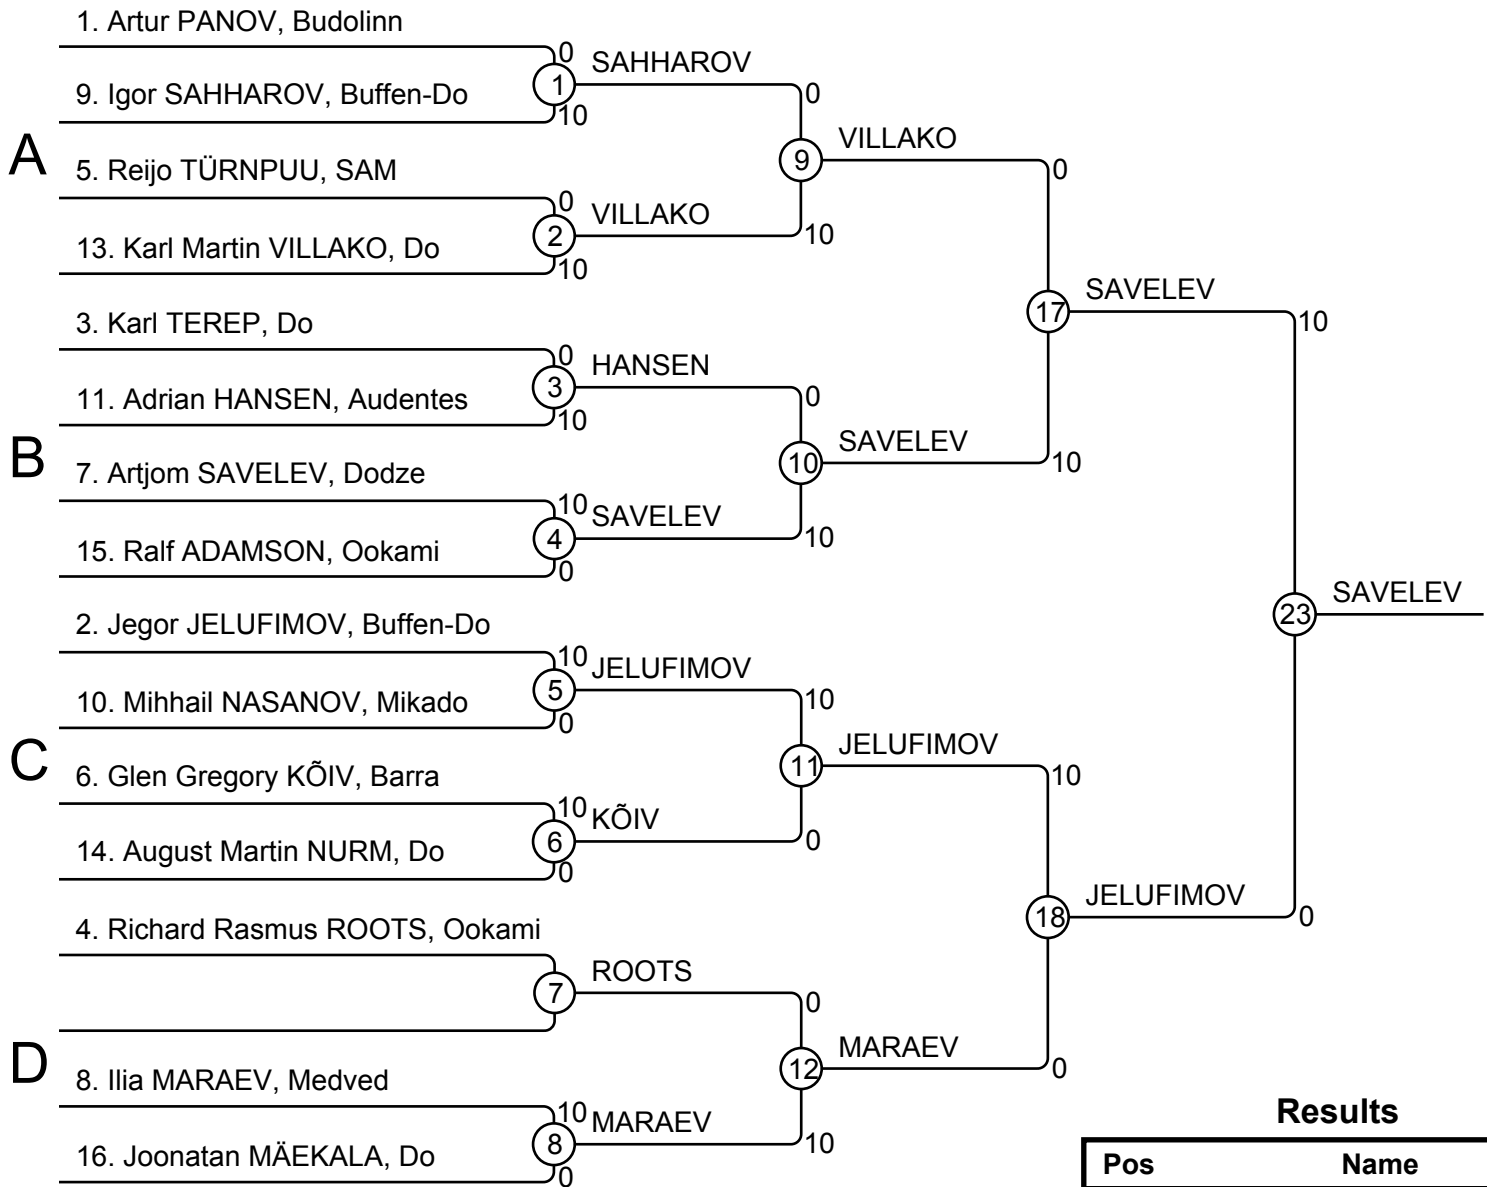 1. Artur PANOV, Budolinn
0
SAHHAROV
1
9. Igor SAHHAROV, Buffen-Do
10
0
A
VILLAKO
9
5. Reijo TÜRNPUU, SAM
0
0
VILLAKO
2
10
13. Karl Martin VILLAKO, Do
10
SAVELEV
17
10
3. Karl TEREP, Do
0
HANSEN
3
0
11. Adrian HANSEN, Audentes
10
B
SAVELEV
10
10
7. Artjom SAVELEV, Dodze
10
SAVELEV
4
10
15. Ralf ADAMSON, Ookami
0
SAVELEV
23
2. Jegor JELUFIMOV, Buffen-Do
10
JELUFIMOV
5
10
10. Mihhail NASANOV, Mikado
0
C
JELUFIMOV
11
10
6. Glen Gregory KÕIV, Barra
10
KÕIV
6
0
14. August Martin NURM, Do
0
JELUFIMOV
18
0
4. Richard Rasmus ROOTS, Ookami
ROOTS
7
0
D
MARAEV
12
0
8. Ilia MARAEV, Medved
10
MARAEV
8
10
16. Joonatan MÄEKALA, Do
0
Results
Pos Name